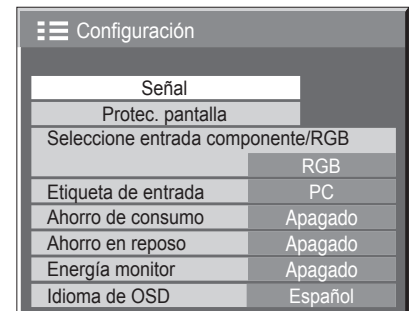 Configuración
Señal
Protec. pantalla
Seleccione entrada componente/RGB
RGB
Etiqueta de entrada PC
Ahorro de consumo Apagado
Ahorro en reposo Apagado
Energía monitor Apagado
Idioma de OSD Español